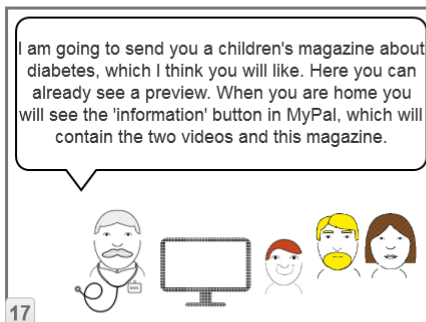 I am going to send you a children's magazine about
diabetes, which I think you will like. Here you can
already see a preview. When you are home you
will see the 'information' button in MyPal, which will
contain the two videos and this magazine.
17